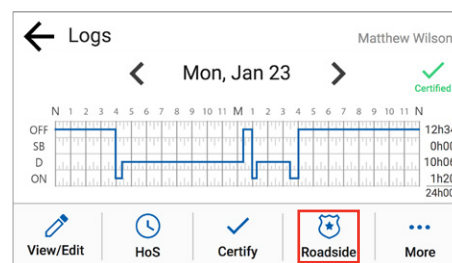 Logs
Matthew Wilson
Mon, Jan 23
Certified
N 1 2 3 4 5 6 7 8 9 10 11 M 1 2 3 4 5 6 7 8 9 10 11 N
OFF 12h34
SB 0h00
D 10h06
ON 1h20
24h00
View/Edit HoS Certify Roadside More